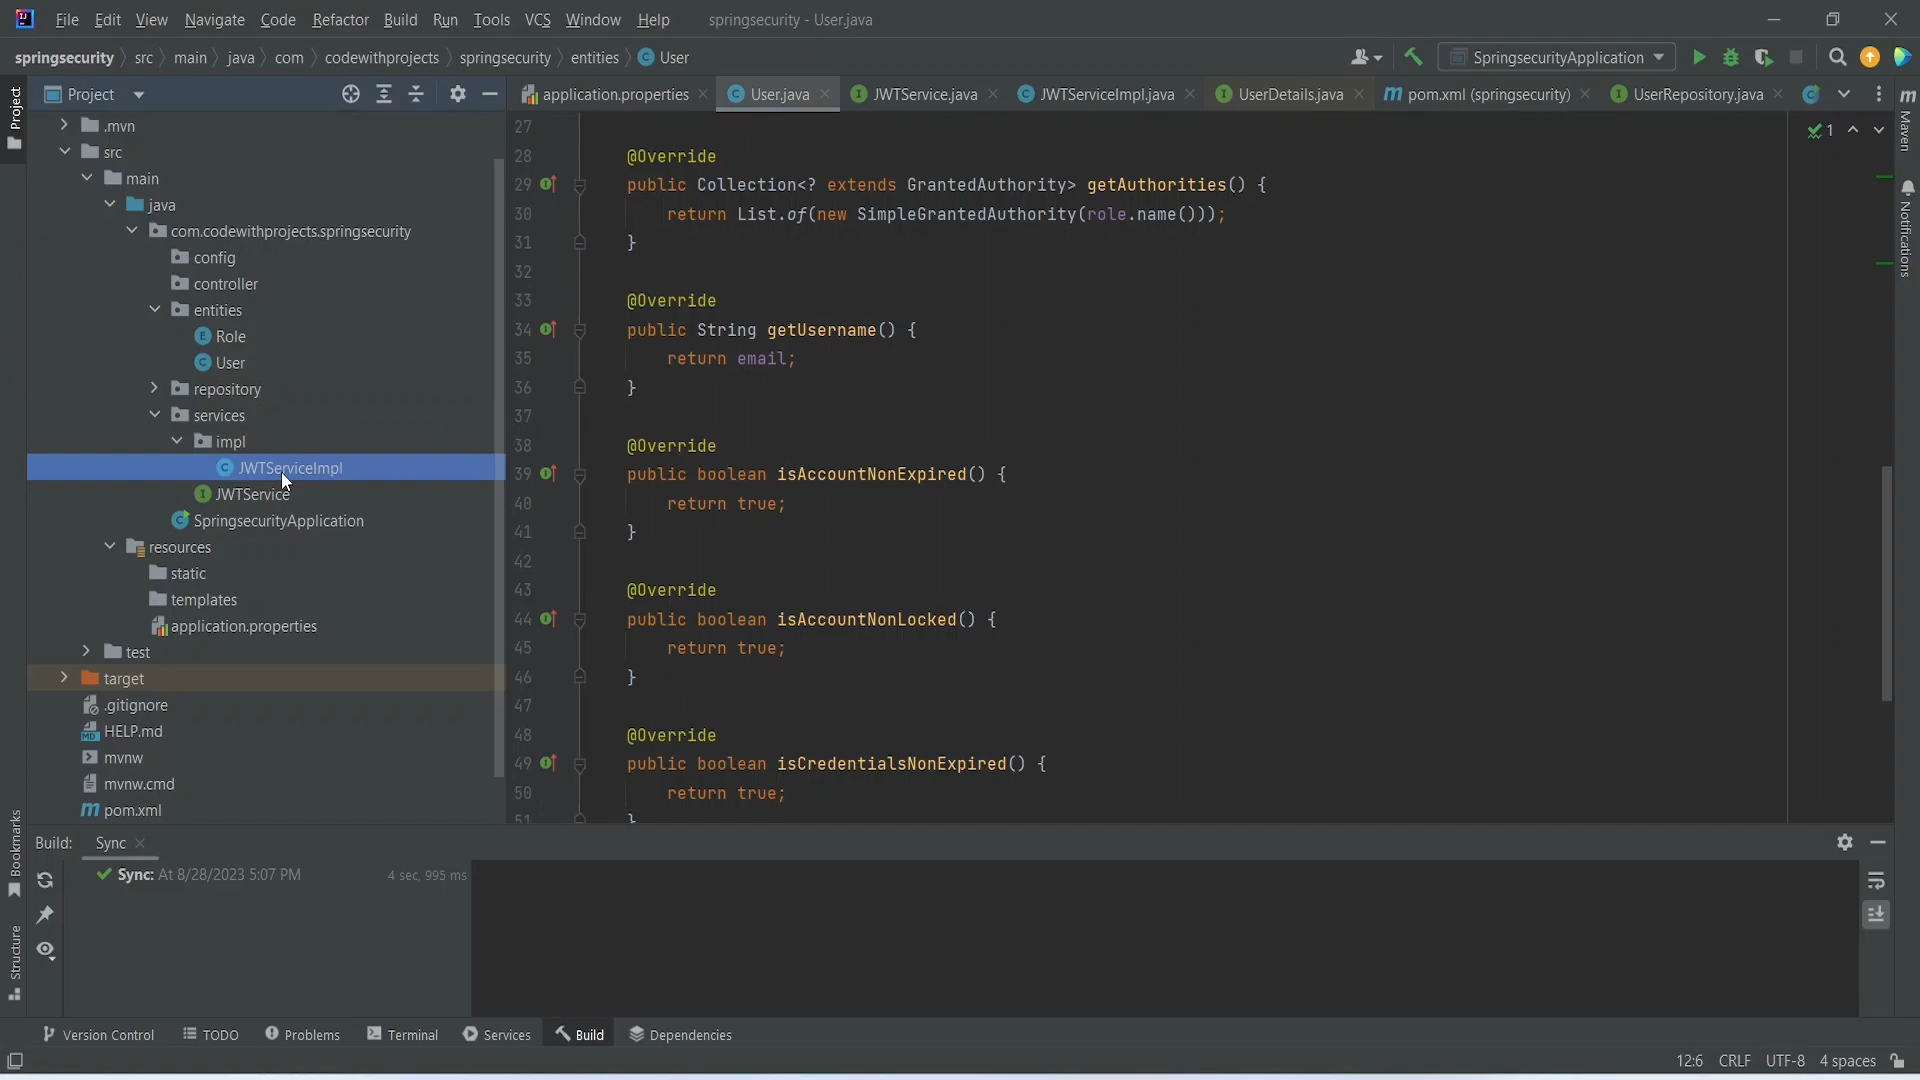 File Edit View Navigate Code Refactor Build Run Tools VCS Window Help springsecurity - User.java
springsecurity src main java com codewithprojects springsecurity entities User SpringsecurityApplication
Project
application.properties User.java JWTService.java JWTServiceImpl.java UserDetails.java pom.xml (springsecurity) UserRepository.java
Project
.mvn
src
main
java
com.codewithprojects.springsecurity
config
controller
entities
Role
User
repository
services
impl
JWTServiceImpl
JWTService
SpringsecurityApplication
resources
static
templates
application.properties
test
target
.gitignore
HELP.md
mvnw
mvnw.cmd
pom.xml
27
28 @Override
29 public Collection<? extends GrantedAuthority> getAuthorities() {
30 return List.of(new SimpleGrantedAuthority(role.name()));
31 }
32
33 @Override
34 public String getUsername() {
35 return email;
36 }
37
38 @Override
39 public boolean isAccountNonExpired() {
40 return true;
41 }
42
43 @Override
44 public boolean isAccountNonLocked() {
45 return true;
46 }
47
48 @Override
49 public boolean isCredentialsNonExpired() {
50 return true;
51 }
1
Maven
Notifications
Bookmarks
Structure
Build: Sync
Sync: At 8/28/2023 5:07 PM 4 sec, 995 ms
Version Control TODO Problems Terminal Services Build Dependencies
12:6 CRLF UTF-8 4 spaces